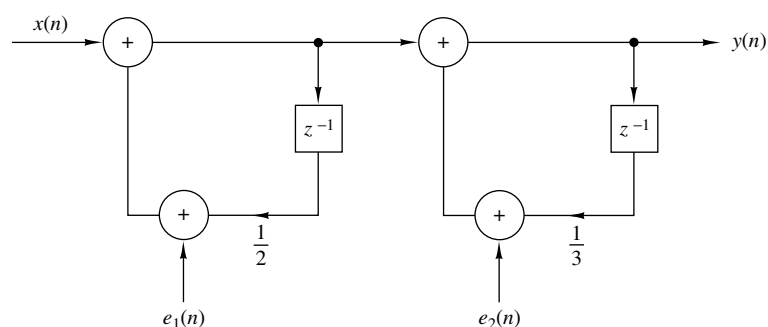 x(n)
+
+
y(n)
z⁻¹
z⁻¹
+
+
1/2
1/3
e₁(n)
e₂(n)